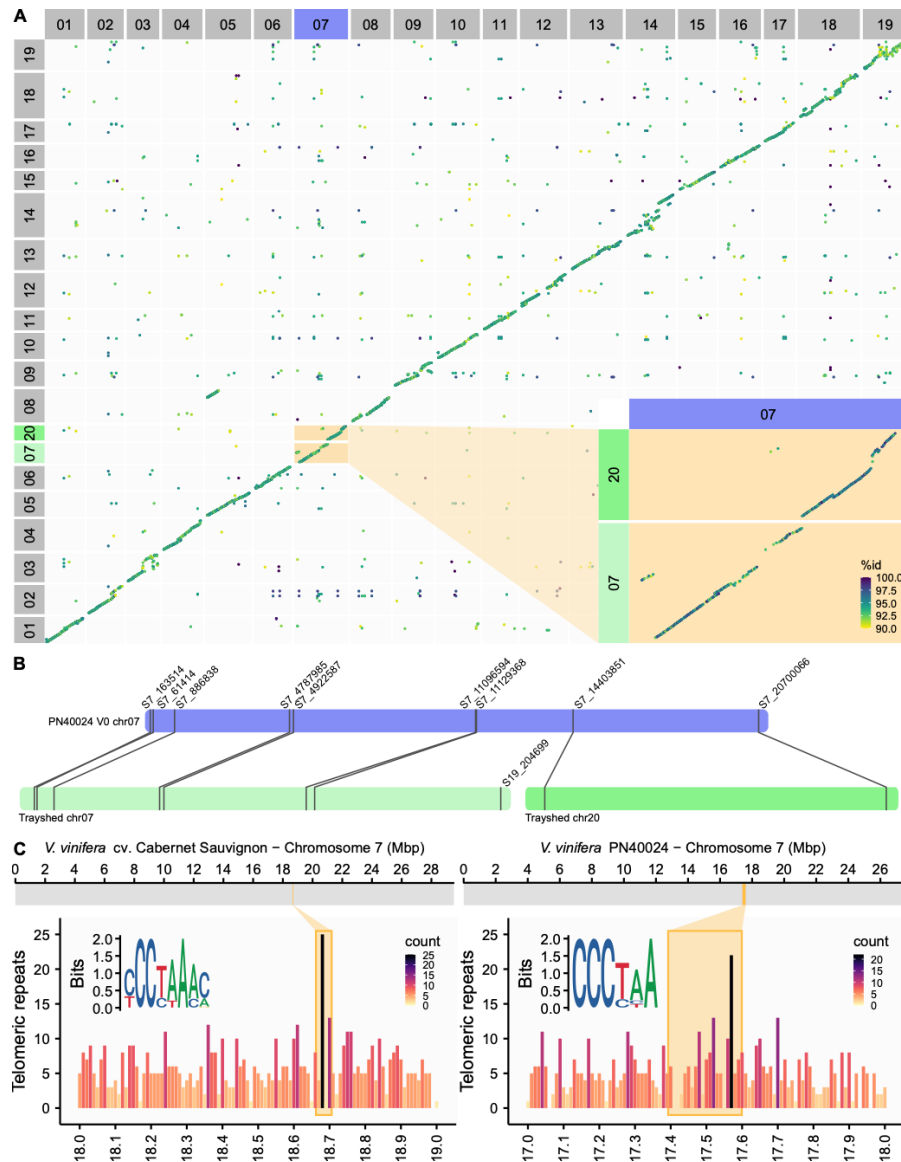 A
01 02 03 04 05 06 07 08 09 10 11 12 13 14 15 16 17 18 19
19
18
17
16
15
14
13
12
11
10
09
08
20
07
06
05
04
03
02
01
07
20
07
%id
100.0
97.5
95.0
92.5
90.0
B
S7_163514
S7_61414
S7_886838
S7_4787985
S7_4922587
S7_11096594
S7_11129368
S7_14403851
S7_20700066
PN40024 V0 chr07
S19_204699
Trayshed chr07
Trayshed chr20
C
V. vinifera cv. Cabernet Sauvignon – Chromosome 7 (Mbp)
0 2 4 6 8 10 12 14 16 18 20 22 24 26 28
Telomeric repeats
25
20
15
10
5
0
Bits
2.0
1.5
1.0
0.5
0.0
count
25
20
15
10
5
0
18.0 18.1 18.2 18.3 18.4 18.5 18.6 18.7 18.8 18.9 19.0
V. vinifera PN40024 – Chromosome 7 (Mbp)
0 2 4 6 8 10 12 14 16 18 20 22 24 26
Telomeric repeats
25
20
15
10
5
0
Bits
2.0
1.5
1.0
0.5
0.0
CCCTAA
count
20
15
10
5
0
17.0 17.1 17.2 17.3 17.4 17.5 17.6 17.7 17.8 17.9 18.0